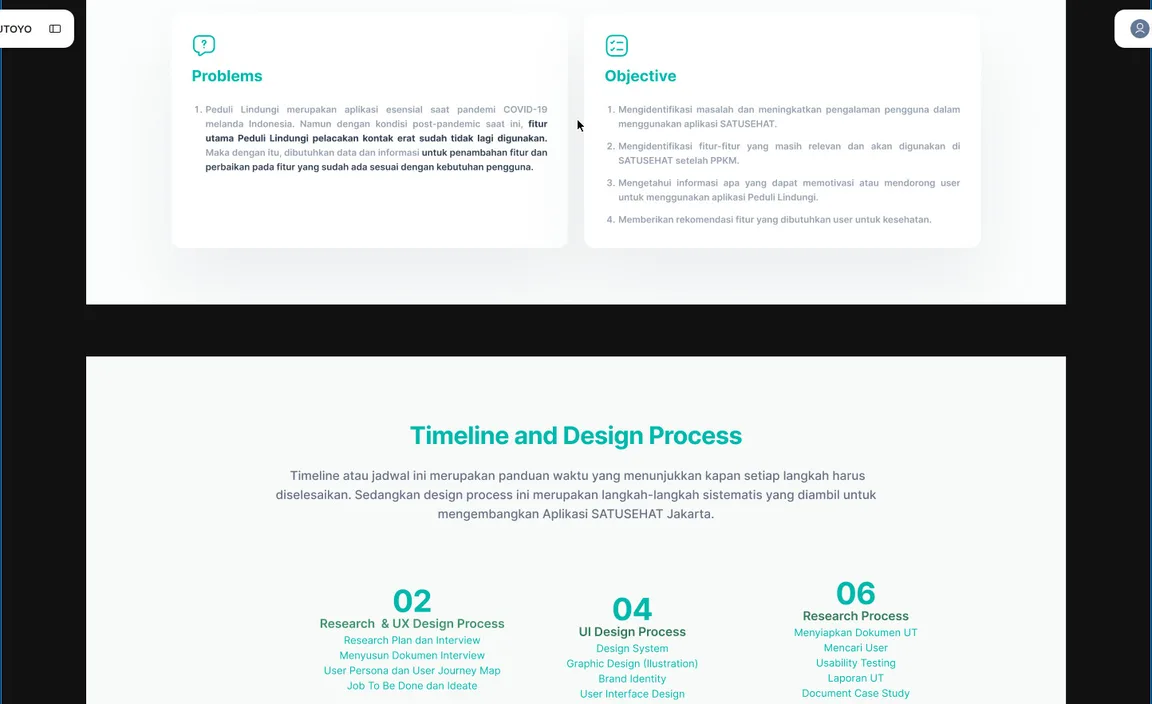 Problems
1. Peduli Lindungi merupakan aplikasi esensial saat pandemi COVID-19
melanda Indonesia. Namun dengan kondisi post-pandemic saat ini, fitur
utama Peduli Lindungi pelacakan kontak erat sudah tidak lagi digunakan.
Maka dengan itu, dibutuhkan data dan informasi untuk penambahan fitur dan
perbaikan pada fitur yang sudah ada sesuai dengan kebutuhan pengguna.
Objective
1. Mengidentifikasi masalah dan meningkatkan pengalaman pengguna dalam
menggunakan aplikasi SATUSEHAT.
2. Mengidentifikasi fitur-fitur yang masih relevan dan akan digunakan di
SATUSEHAT setelah PPKM.
3. Mengetahui informasi apa yang dapat memotivasi atau mendorong user
untuk menggunakan aplikasi Peduli Lindungi.
4. Memberikan rekomendasi fitur yang dibutuhkan user untuk kesehatan.
Timeline and Design Process
Timeline atau jadwal ini merupakan panduan waktu yang menunjukkan kapan setiap langkah harus
diselesaikan. Sedangkan design process ini merupakan langkah-langkah sistematis yang diambil untuk
mengembangkan Aplikasi SATUSEHAT Jakarta.
02
Research & UX Design Process
Research Plan dan Interview
Menyusun Dokumen Interview
User Persona dan User Journey Map
Job To Be Done dan Ideate
04
UI Design Process
Design System
Graphic Design (Ilustration)
Brand Identity
User Interface Design
06
Research Process
Menyiapkan Dokumen UT
Mencari User
Usability Testing
Laporan UT
Document Case Study